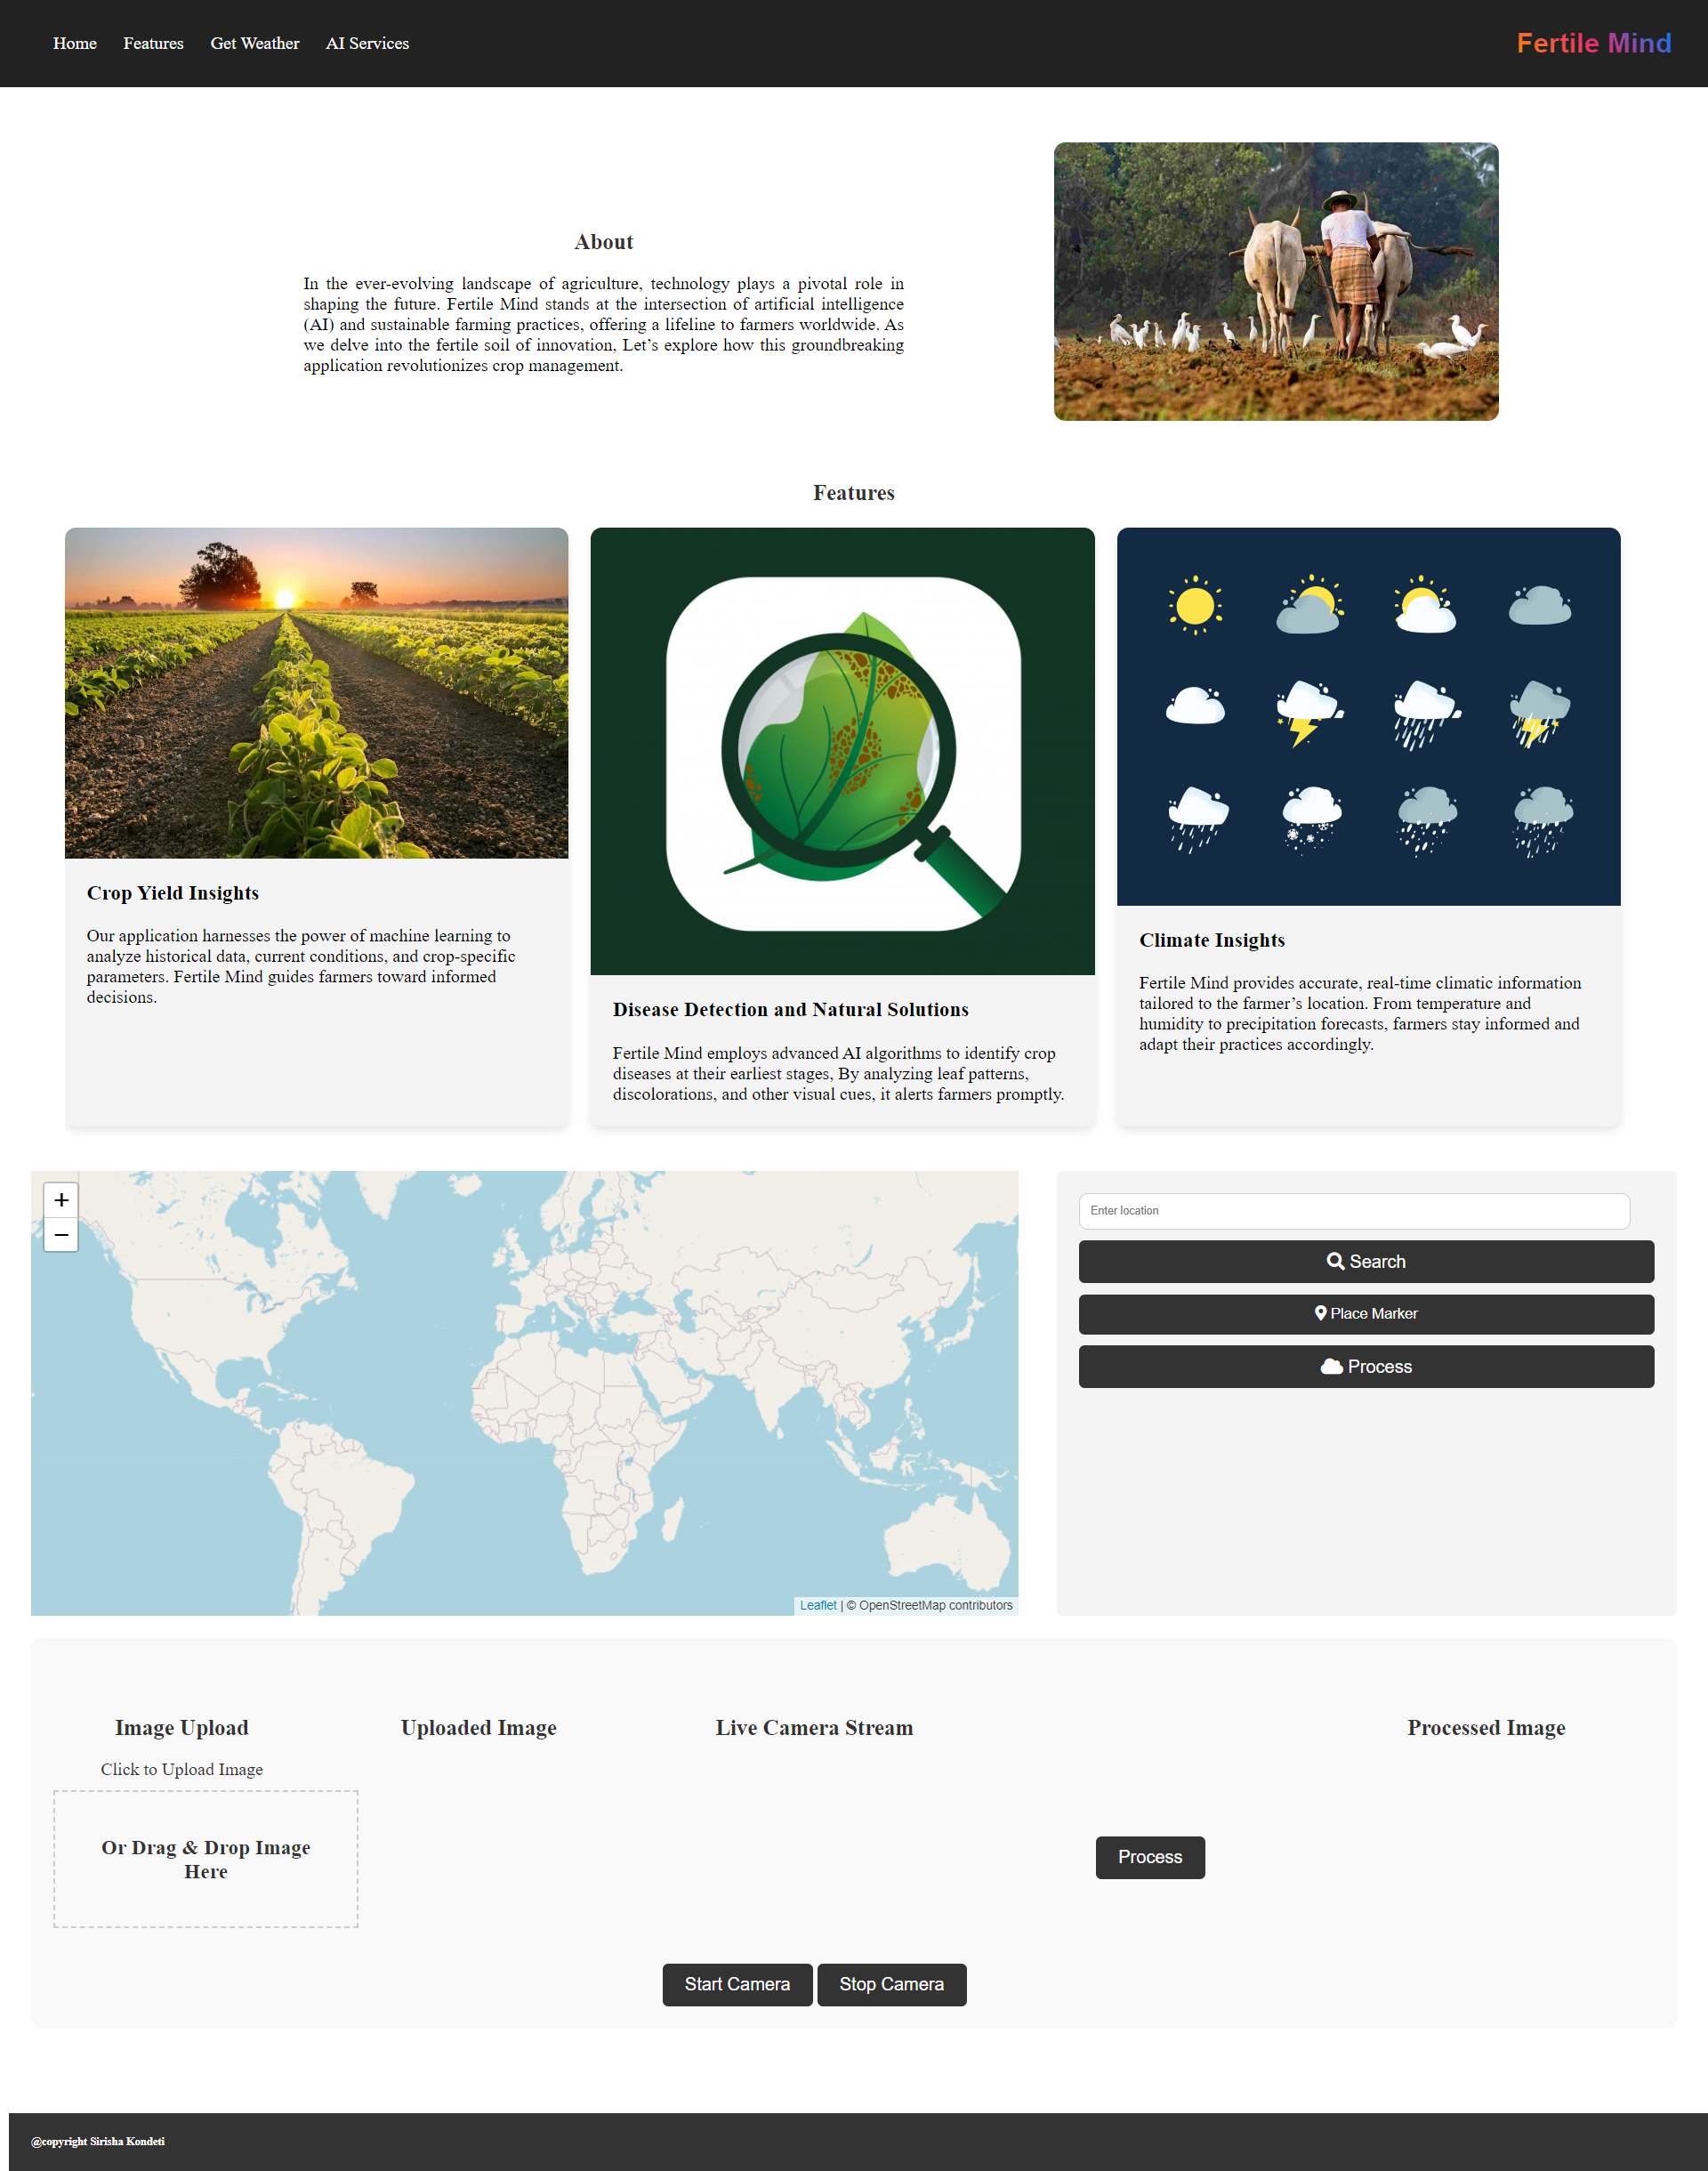 Home Features Get Weather AI Services Fertile Mind
About
In the ever-evolving landscape of agriculture, technology plays a pivotal role in
shaping the future. Fertile Mind stands at the intersection of artificial intelligence
(AI) and sustainable farming practices, offering a lifeline to farmers worldwide. As
we delve into the fertile soil of innovation, Let’s explore how this groundbreaking
application revolutionizes crop management.
Features
Crop Yield Insights
Our application harnesses the power of machine learning to
analyze historical data, current conditions, and crop-specific
parameters. Fertile Mind guides farmers toward informed
decisions.
Disease Detection and Natural Solutions
Fertile Mind employs advanced AI algorithms to identify crop
diseases at their earliest stages, By analyzing leaf patterns,
discolorations, and other visual cues, it alerts farmers promptly.
Climate Insights
Fertile Mind provides accurate, real-time climatic information
tailored to the farmer’s location. From temperature and
humidity to precipitation forecasts, farmers stay informed and
adapt their practices accordingly.
+
−
Leaflet | © OpenStreetMap contributors
Enter location
Search
Place Marker
Process
Image Upload
Click to Upload Image
Or Drag & Drop Image
Here
Uploaded Image
Live Camera Stream
Start Camera Stop Camera
Process
Processed Image
@copyright Sirisha Kondeti